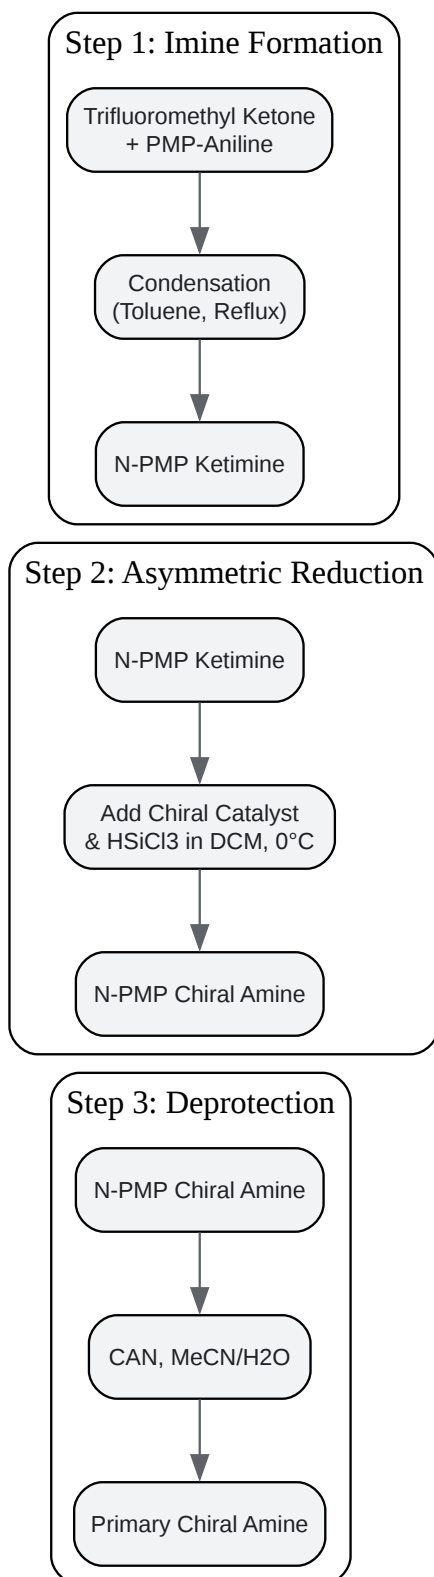 Step 1: Imine Formation
Trifluoromethyl Ketone
+ PMP-Aniline
Condensation
(Toluene, Reflux)
N-PMP Ketimine
Step 2: Asymmetric Reduction
N-PMP Ketimine
Add Chiral Catalyst
& HSiCl3 in DCM, 0°C
N-PMP Chiral Amine
Step 3: Deprotection
N-PMP Chiral Amine
CAN, MeCN/H2O
Primary Chiral Amine